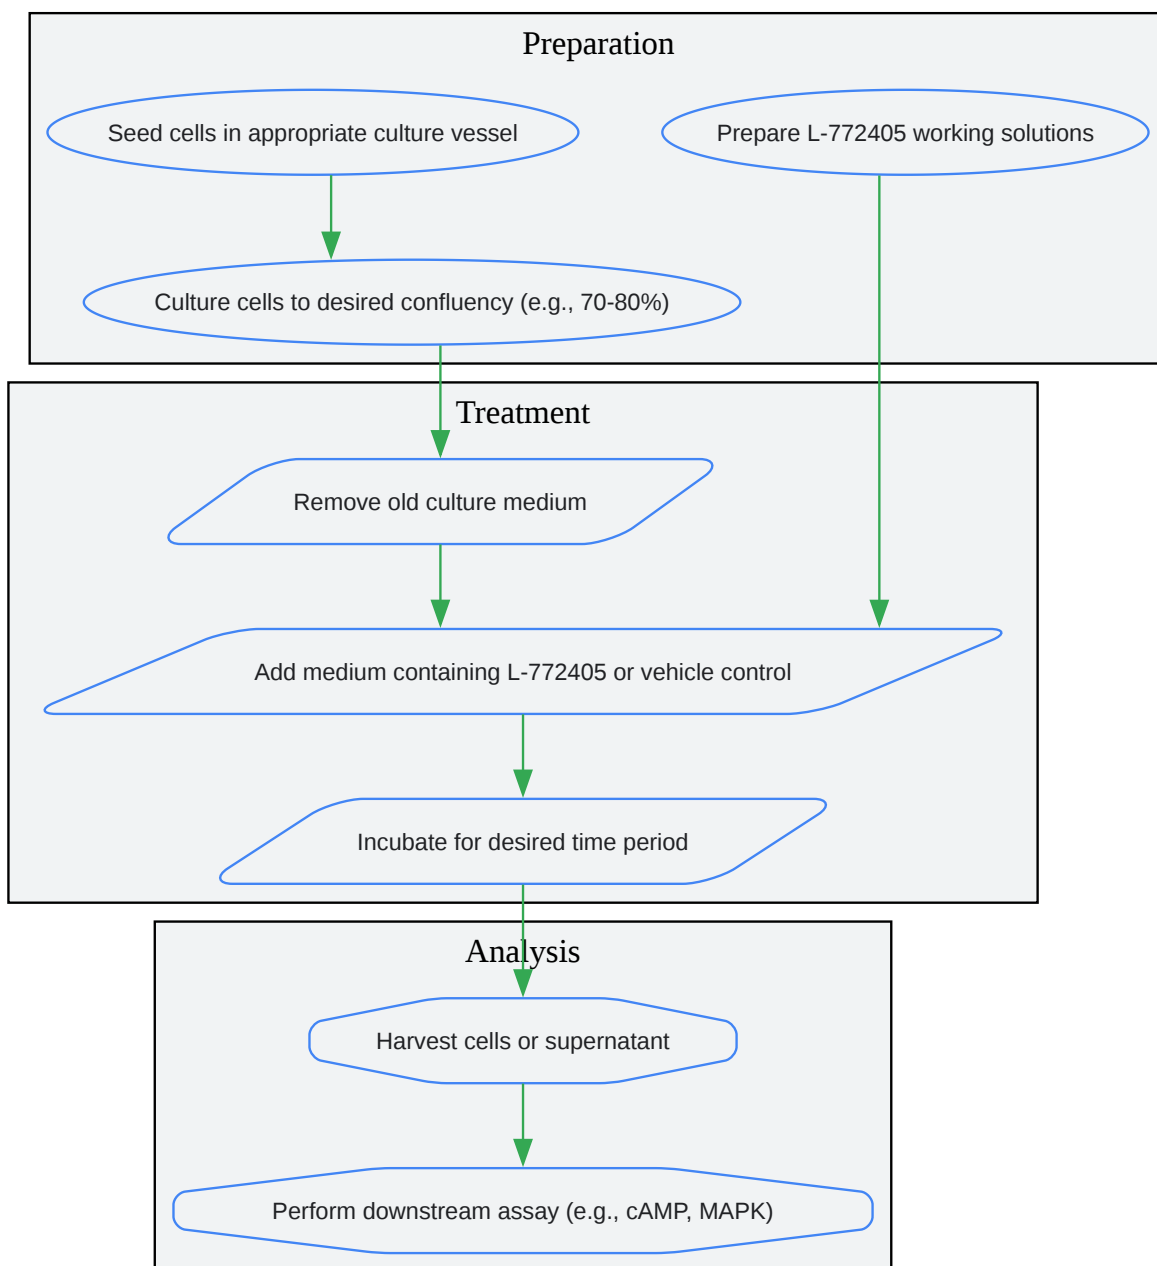 Preparation
Seed cells in appropriate culture vessel
Prepare L-772405 working solutions
Culture cells to desired confluency (e.g., 70-80%)
Treatment
Remove old culture medium
Add medium containing L-772405 or vehicle control
Incubate for desired time period
Analysis
Harvest cells or supernatant
Perform downstream assay (e.g., cAMP, MAPK)